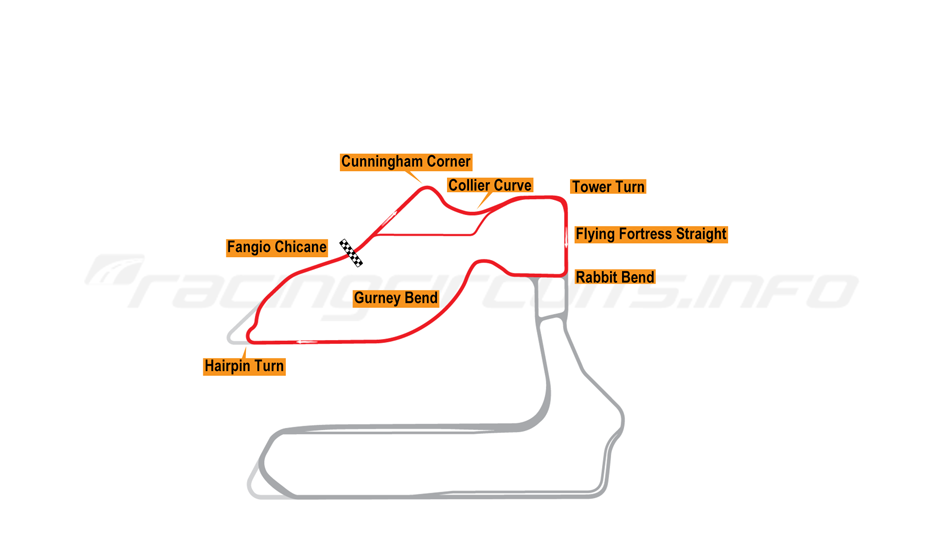 Cunningham Corner
Collier Curve
Tower Turn
Flying Fortress Straight
Fangio Chicane
Rabbit Bend
racingcircuits.info
Gurney Bend
Hairpin Turn